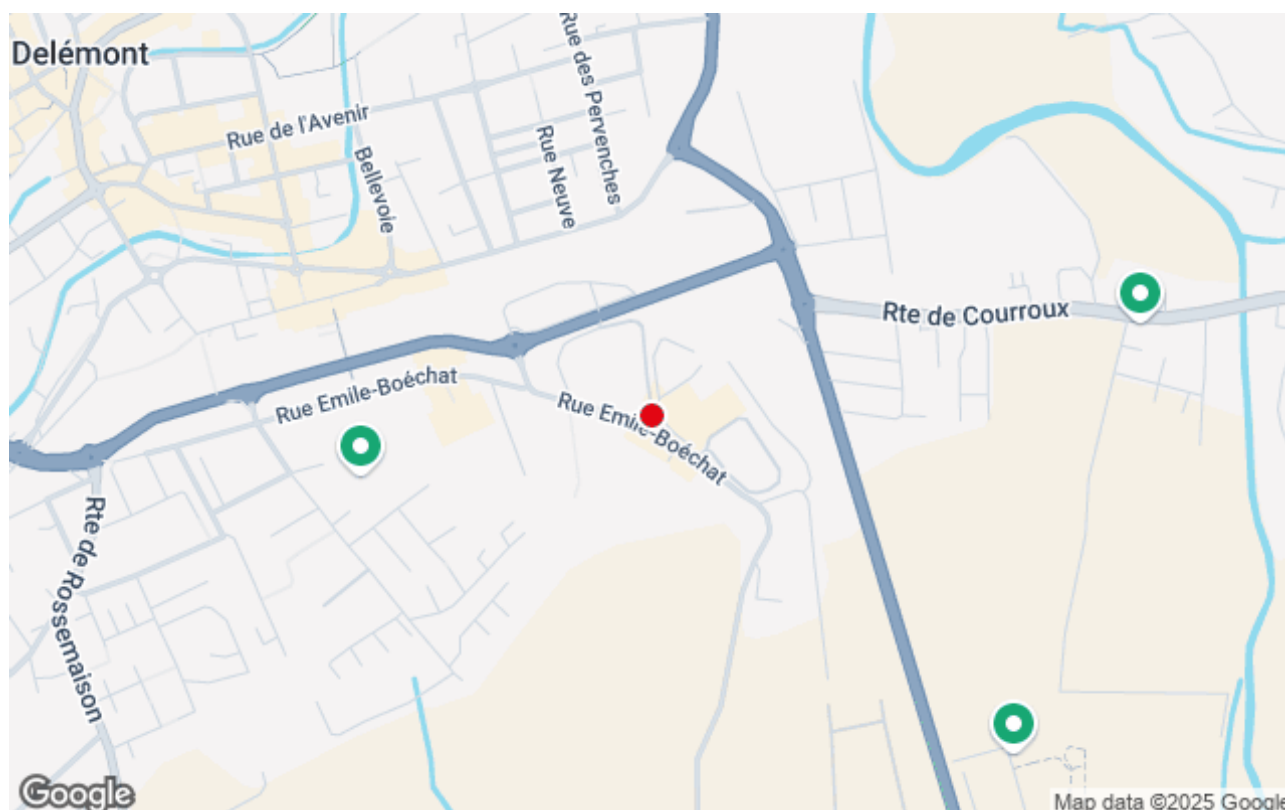 Delémont
Rue des Pervenches
Rue de l'Avenir
Bellevoie
Rue Neuve
Rte de Courroux
Rue Emile-Boéchat
Rue Emile-Boéchat
Rte de Rossemaison
Google
Map data ©2025 Google